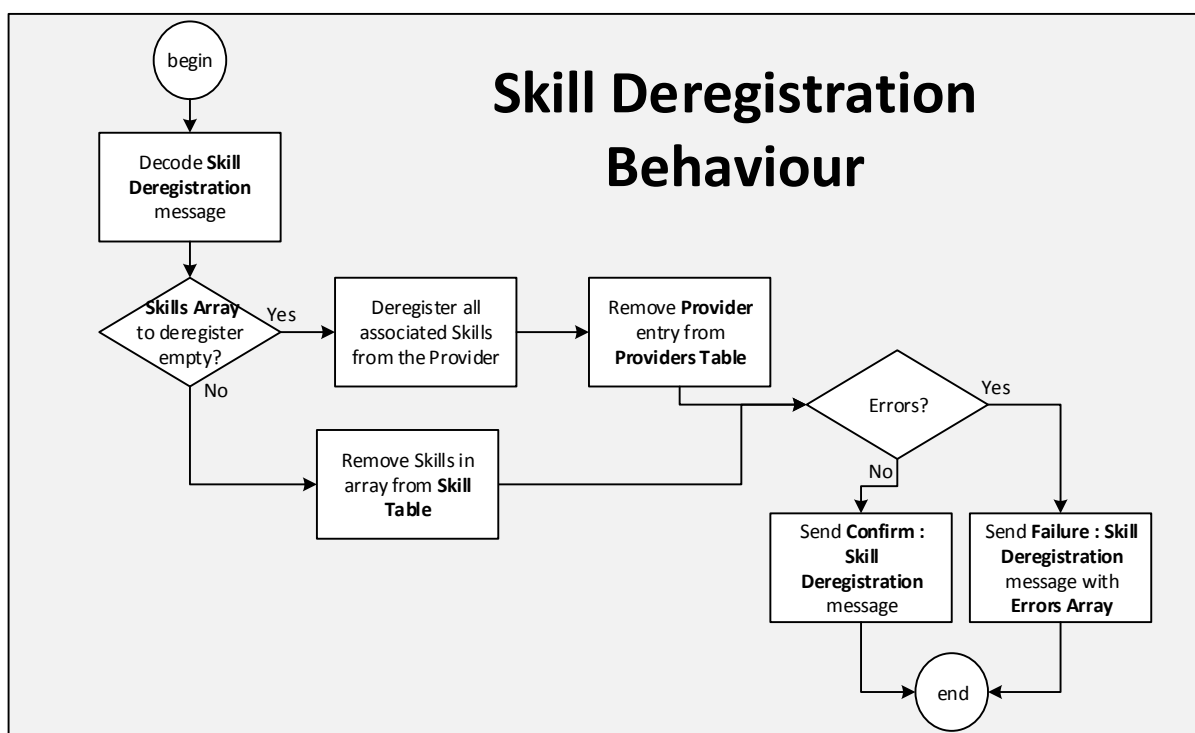 begin
Skill Deregistration
Behaviour
Decode Skill
Deregistration
message
Skills Array
to deregister
empty?
Yes
No
Deregister all
associated Skills
from the Provider
Remove Provider
entry from
Providers Table
Remove Skills in
array from Skill
Table
Errors?
Yes
No
Send Confirm :
Skill
Deregistration
message
Send Failure : Skill
Deregistration
message with
Errors Array
end